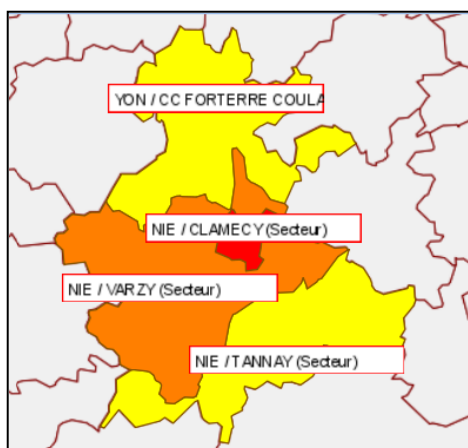 YON / CC FORTERRE COULA
NIE / CLAMECY (Secteur)
NIE / VARZY (Secteur)
NIE / TANNAY (Secteur)